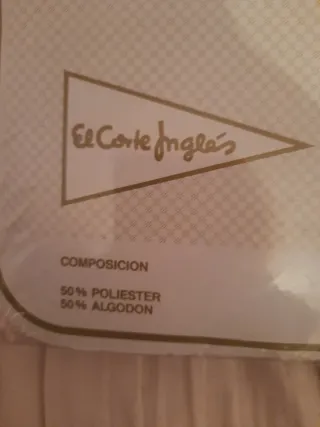 El Corte Inglés
COMPOSICION
50% POLIESTER
50% ALGODON